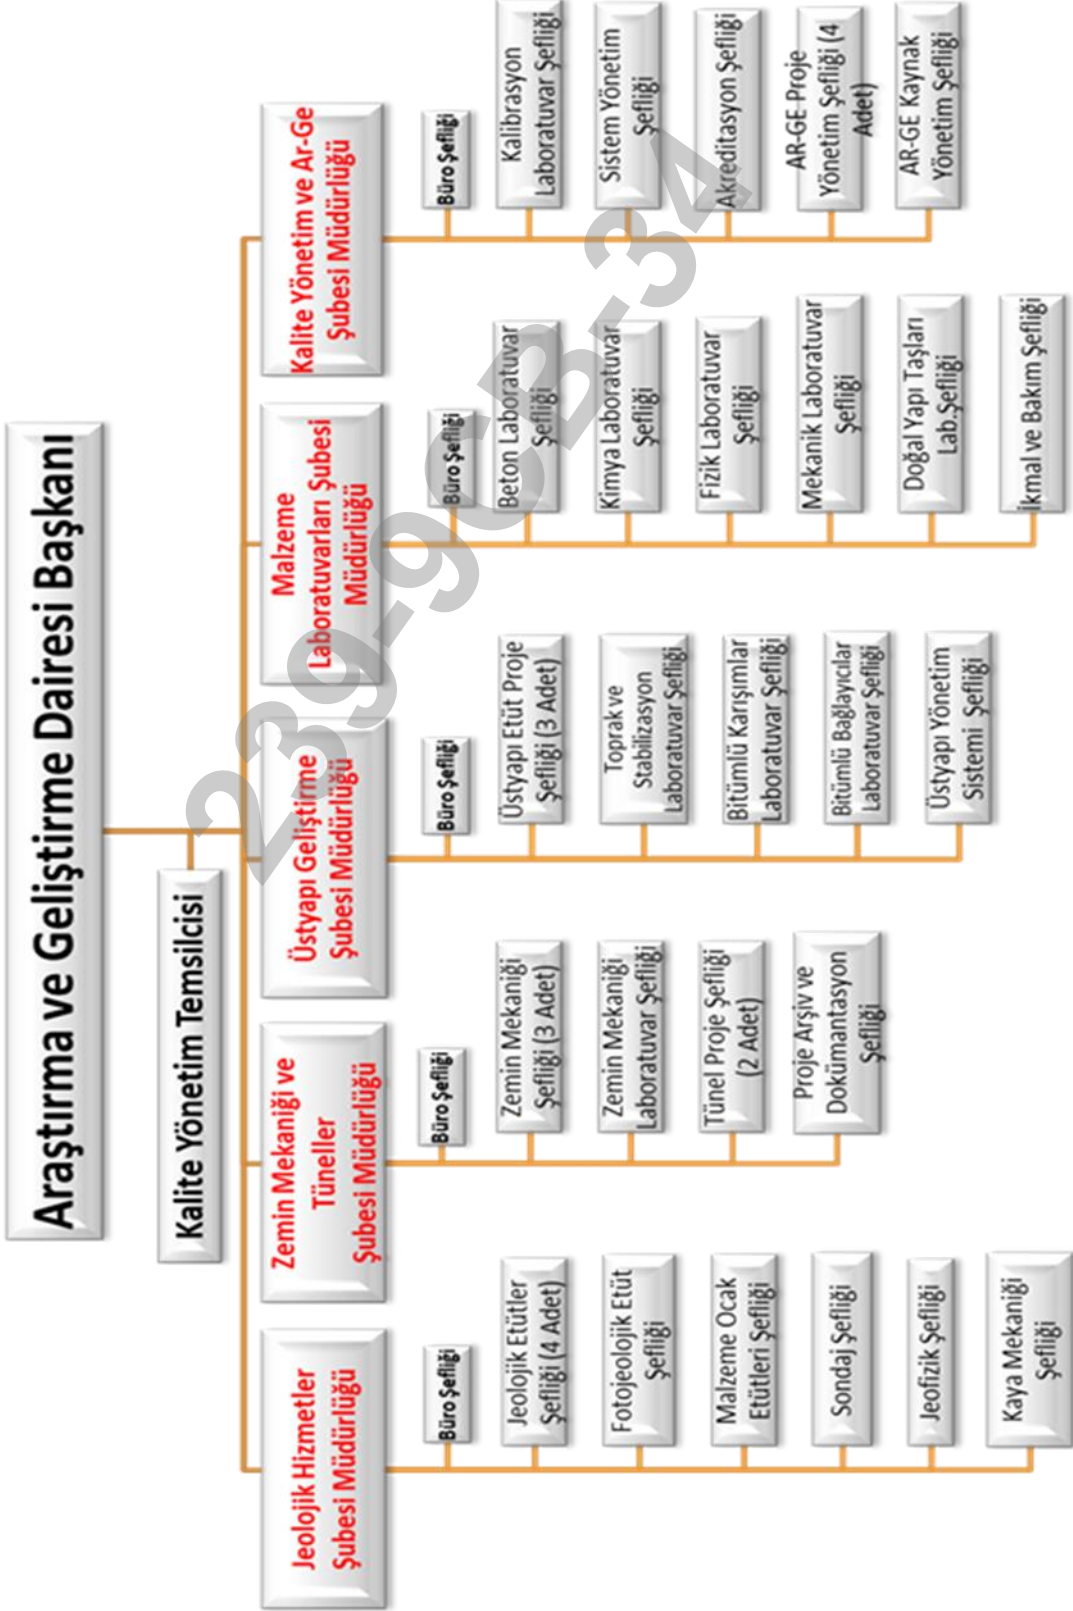 Araştırma ve Geliştirme Dairesi Başkanı
Kalite Yönetim Temsilcisi
Jeolojik Hizmetler
Şubesi Müdürlüğü
Büro Şefliği
Jeolojik Etütler
Şefliği (4 Adet)
Fotojeolojik Etüt
Şefliği
Malzeme Ocak
Etütleri Şefliği
Sondaj Şefliği
Jeofizik Şefliği
Kaya Mekaniği
Şefliği
Zemin Mekaniği ve
Tüneller
Şubesi Müdürlüğü
Büro Şefliği
Zemin Mekaniği
Şefliği (3 Adet)
Zemin Mekaniği
Laboratuvar Şefliği
Tünel Proje Şefliği
(2 Adet)
Proje Arşiv ve
Dokümantasyon
Şefliği
Üstyapı Geliştirme
Şubesi Müdürlüğü
Büro Şefliği
Üstyapı Etüt Proje
Şefliği (3 Adet)
Toprak ve
Stabilizasyon
Laboratuvar Şefliği
Bitümlü Karışımlar
Laboratuvar Şefliği
Bitümlü Bağlayıcılar
Laboratuvar Şefliği
Üstyapı Yönetim
Sistemi Şefliği
Malzeme
Laboratuvarları Şubesi
Müdürlüğü
Büro Şefliği
Beton Laboratuvar
Şefliği
Kimya Laboratuvar
Şefliği
Fizik Laboratuvar
Şefliği
Mekanik Laboratuvar
Şefliği
Doğal Yapı Taşları
Lab.Şefliği
İkmal ve Bakım Şefliği
Kalite Yönetim ve Ar-Ge
Şubesi Müdürlüğü
Büro Şefliği
Kalibrasyon
Laboratuvar Şefliği
Sistem Yönetim
Şefliği
Akreditasyon Şefliği
AR-GE Proje
Yönetim Şefliği (4
Adet)
AR-GE Kaynak
Yönetim Şefliği
239-9CB-34